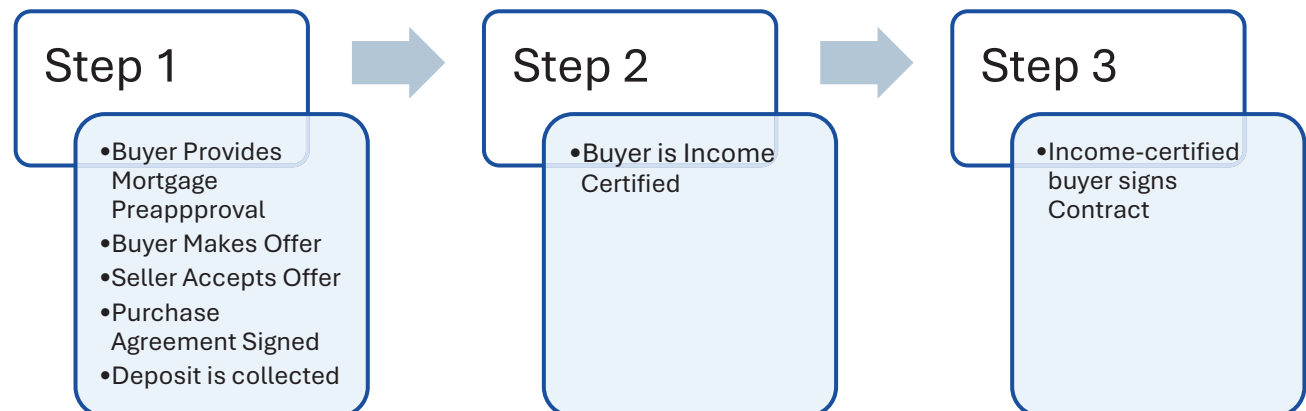 Step 1
•Buyer Provides
Mortgage
Preappproval
•Buyer Makes Offer
•Seller Accepts Offer
•Purchase
Agreement Signed
•Deposit is collected
Step 2
•Buyer is Income
Certified
Step 3
•Income-certified
buyer signs
Contract